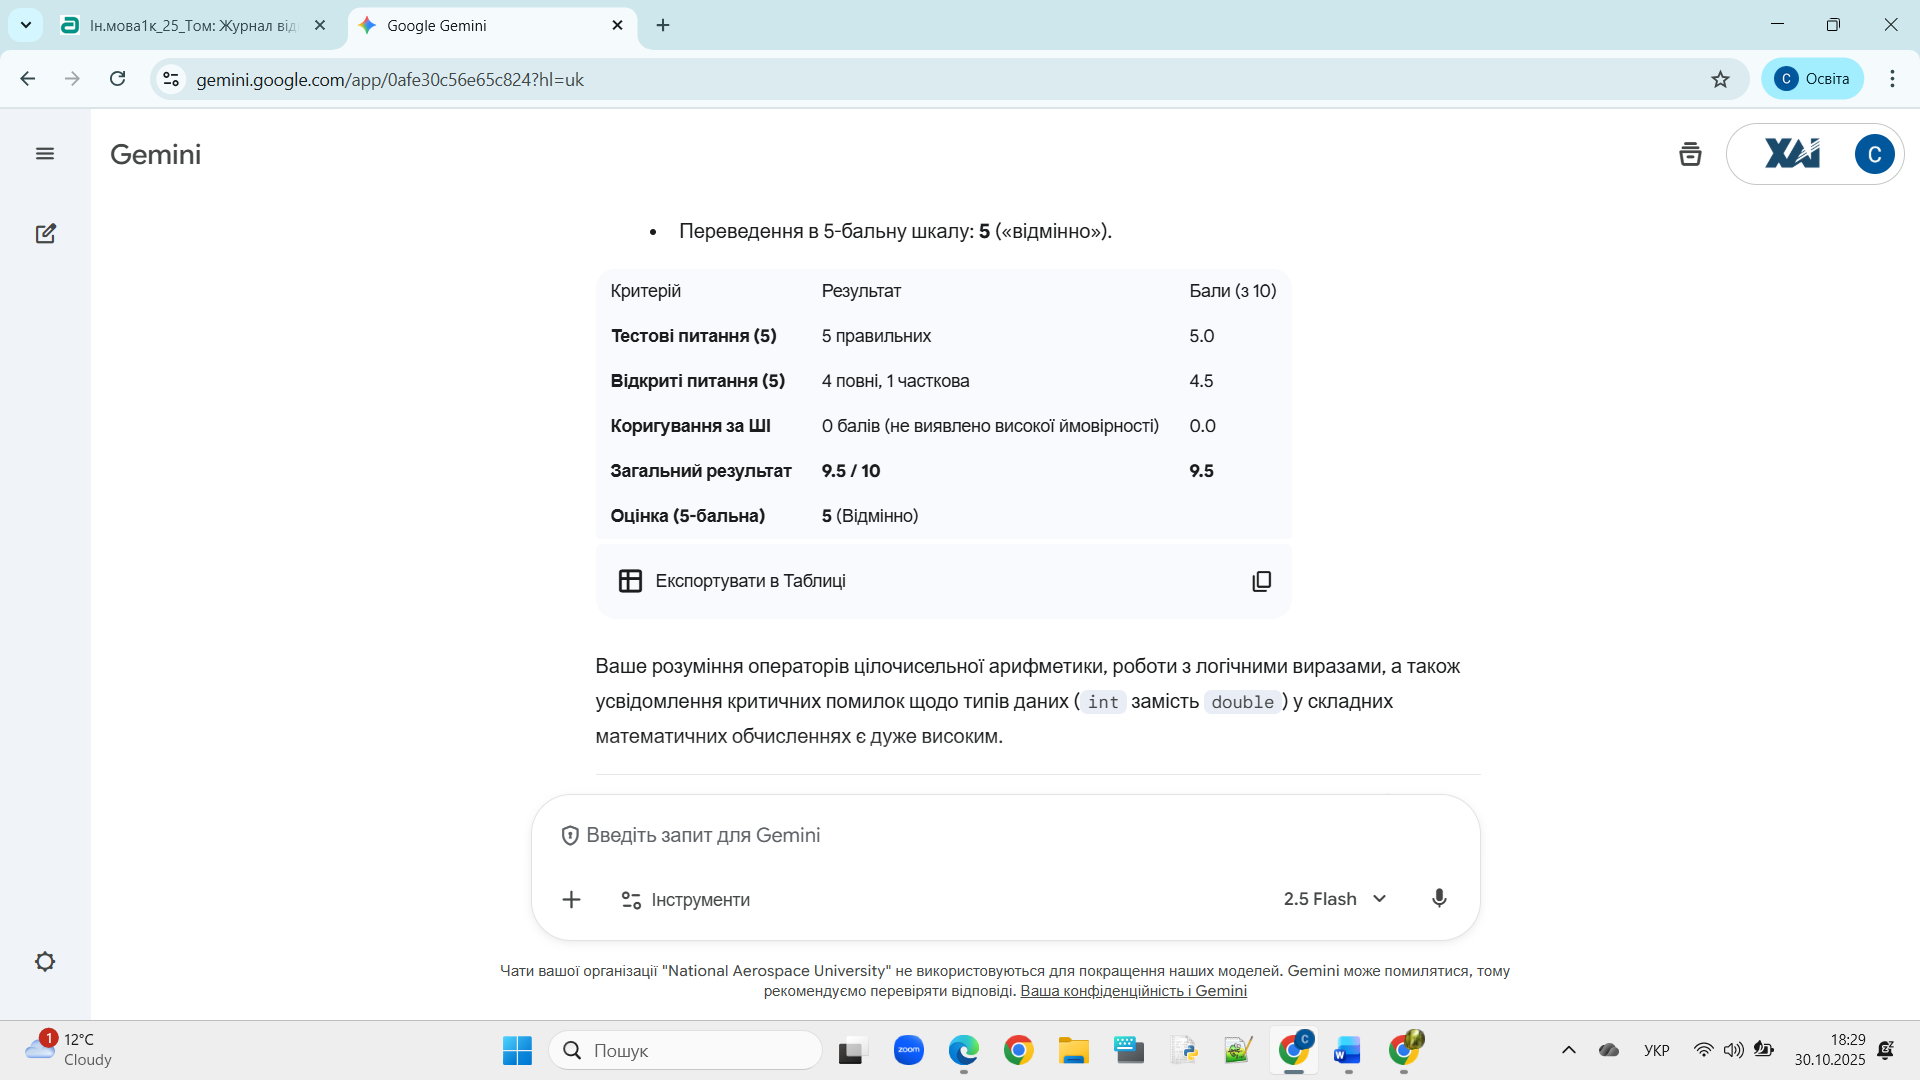 Ін.мова1к_25_Том: Журнал від
Google Gemini
gemini.google.com/app/0afe30c56e65c824?hl=uk
С Освіта
Gemini
ХАІ
С
Переведення в 5-бальну шкалу: 5 («відмінно»).
Критерій Результат Бали (з 10)
Тестові питання (5) 5 правильних 5.0
Відкриті питання (5) 4 повні, 1 часткова 4.5
Коригування за ШІ 0 балів (не виявлено високої ймовірності) 0.0
Загальний результат 9.5 / 10 9.5
Оцінка (5-бальна) 5 (Відмінно)
Експортувати в Таблиці
Ваше розуміння операторів цілочисельної арифметики, роботи з логічними виразами, а також
усвідомлення критичних помилок щодо типів даних ( int замість double ) у складних
математичних обчисленнях є дуже високим.
Введіть запит для Gemini
Інструменти
2.5 Flash
Чати вашої організації "National Aerospace University" не використовуються для покращення наших моделей. Gemini може помилятися, тому
рекомендуємо перевіряти відповіді. Ваша конфіденційність і Gemini
1
12°C
Cloudy
Пошук
zoom
C
W
УКР
18:29
30.10.2025